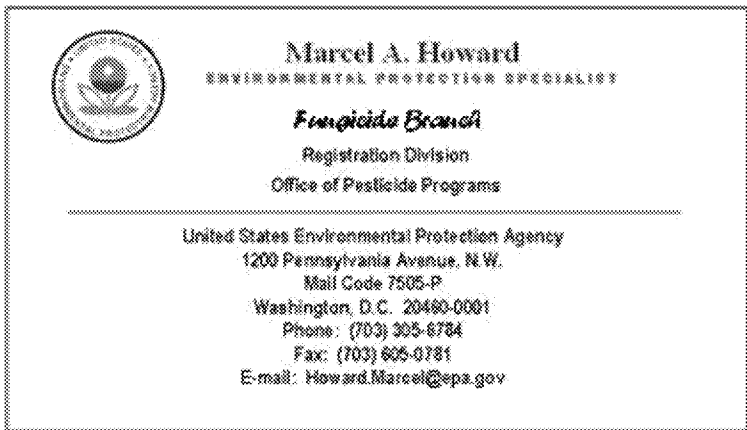 Marcel A. Howard
ENVIRONMENTAL PROTECTION SPECIALIST
Fungicide Branch
Registration Division
Office of Pesticide Programs
United States Environmental Protection Agency
1200 Pennsylvania Avenue, N.W.
Mail Code 7505-P
Washington, D.C. 20460-0001
Phone: (703) 305-6784
Fax: (703) 605-0781
E-mail: Howard.Marcel@epa.gov